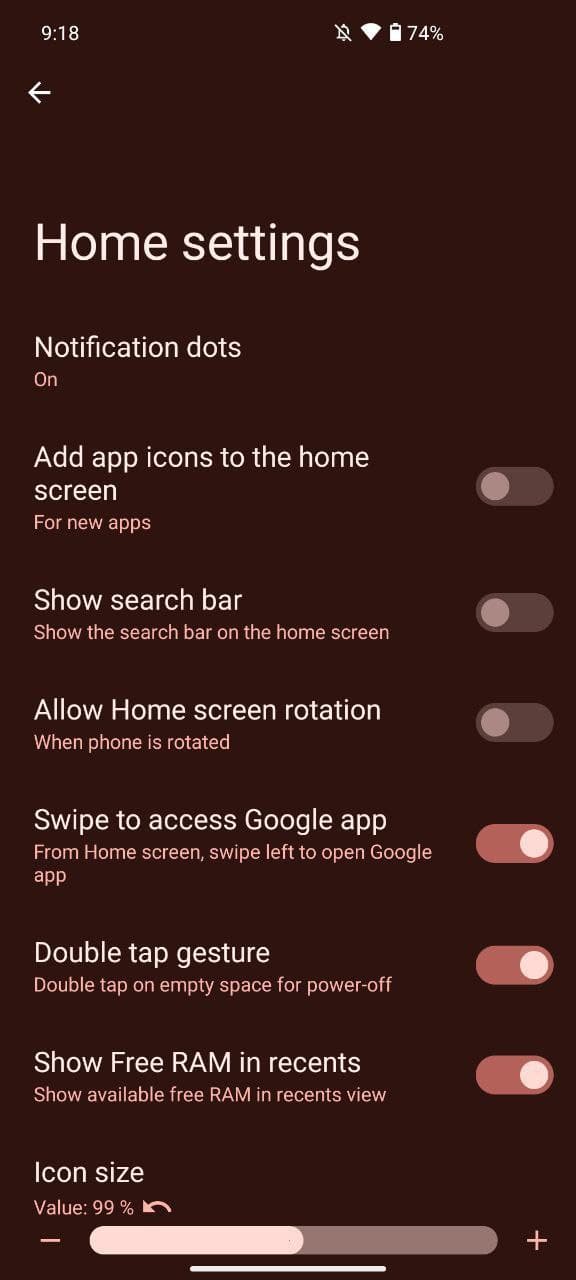 9:18 74%
Home settings
Notification dots
On
Add app icons to the home
screen
For new apps
Show search bar
Show the search bar on the home screen
Allow Home screen rotation
When phone is rotated
Swipe to access Google app
From Home screen, swipe left to open Google
app
Double tap gesture
Double tap on empty space for power-off
Show Free RAM in recents
Show available free RAM in recents view
Icon size
Value: 99 %